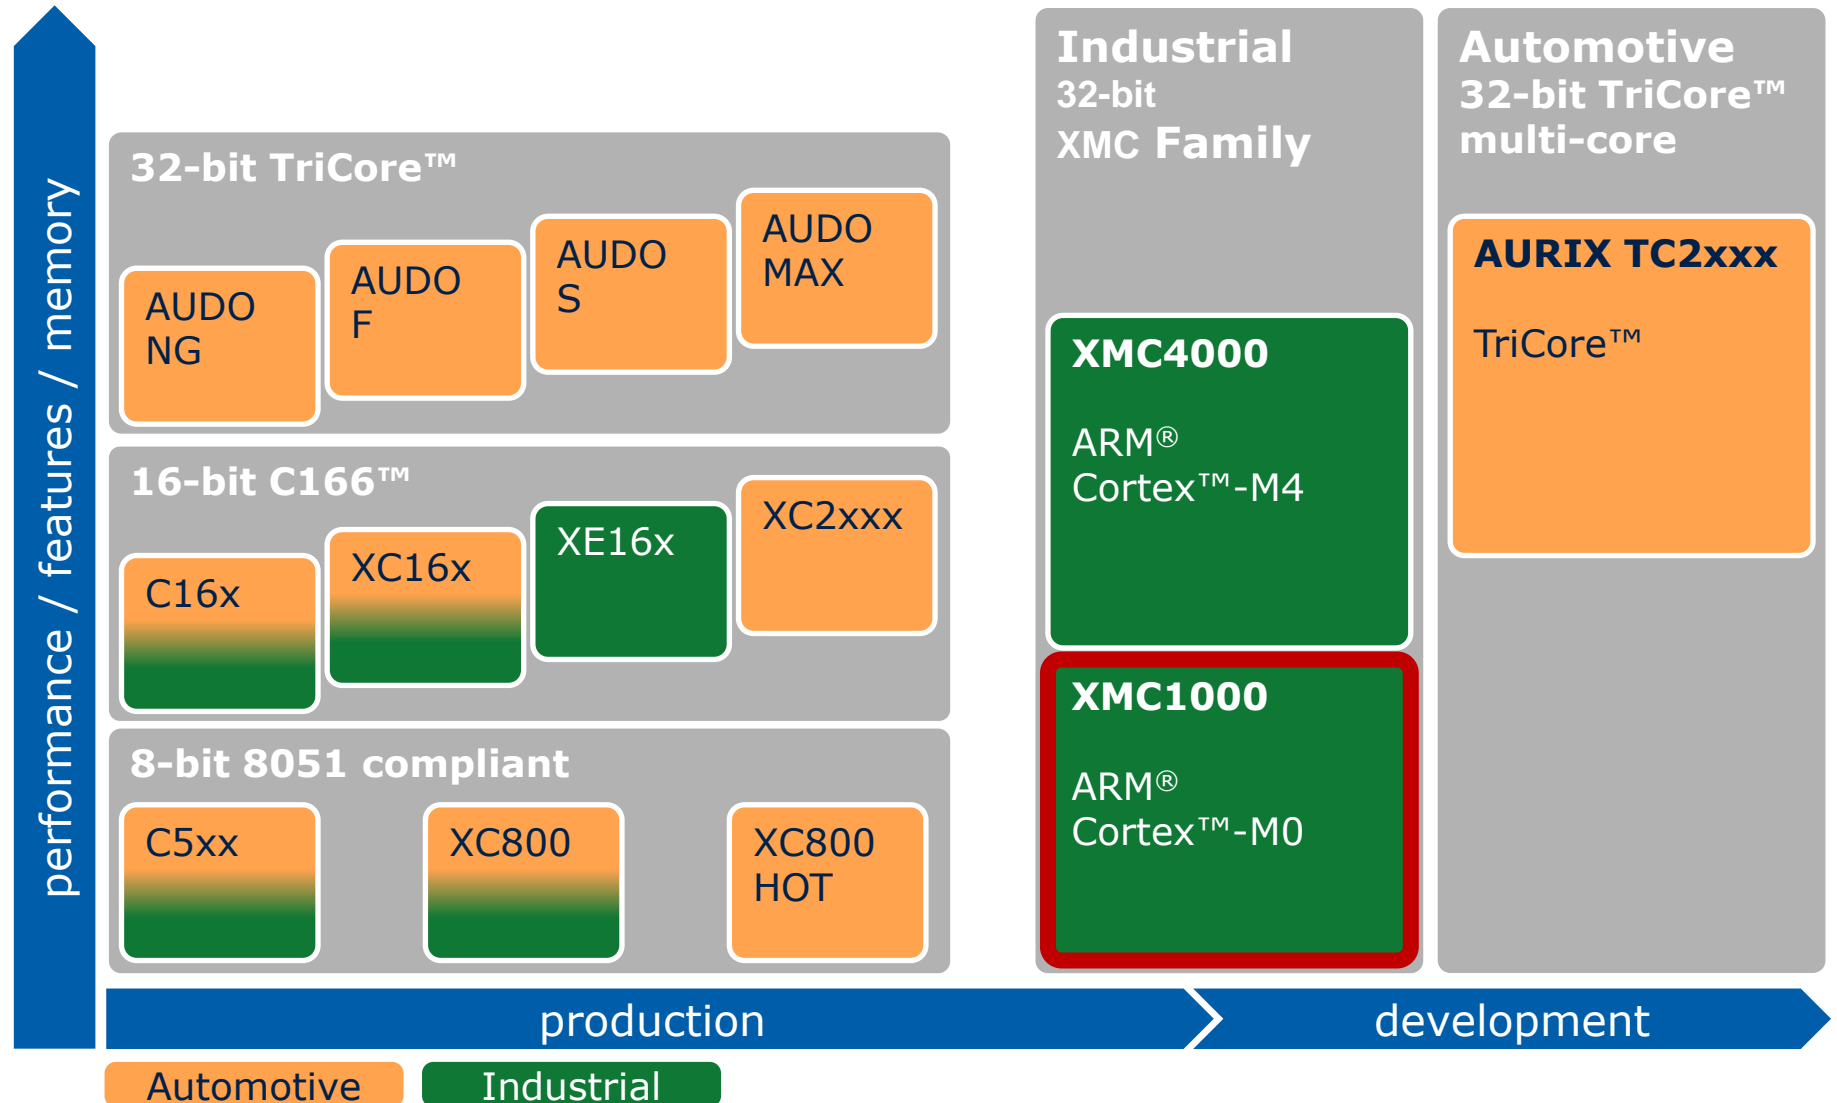 performance / features / memory
32-bit TriCore™
AUDO
NG
AUDO
F
AUDO
S
AUDO
MAX
16-bit C166™
C16x
XC16x
XE16x
XC2xxx
8-bit 8051 compliant
C5xx
XC800
XC800
HOT
Industrial
32-bit
XMC Family
XMC4000
ARM®
Cortex™-M4
XMC1000
ARM®
Cortex™-M0
Automotive
32-bit TriCore™
multi-core
AURIX TC2xxx
TriCore™
production
development
Automotive
Industrial